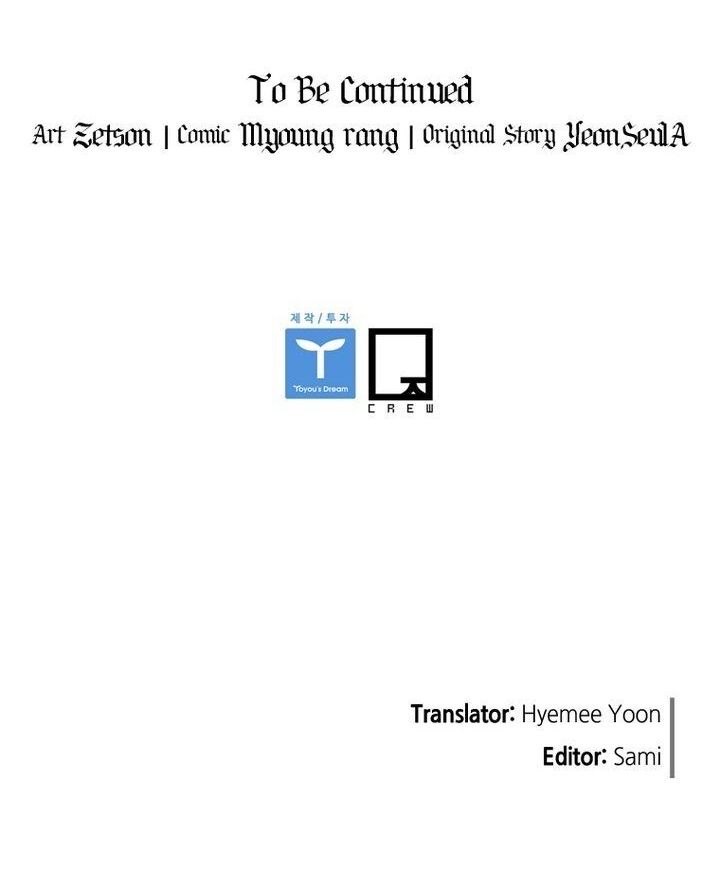 To Be Continued
Art Zetson | Comic Myoung rang | Original Story YeonSeulA
제작/투자
Toyou's Dream
CREW
Translator: Hyemee Yoon
Editor: Sami